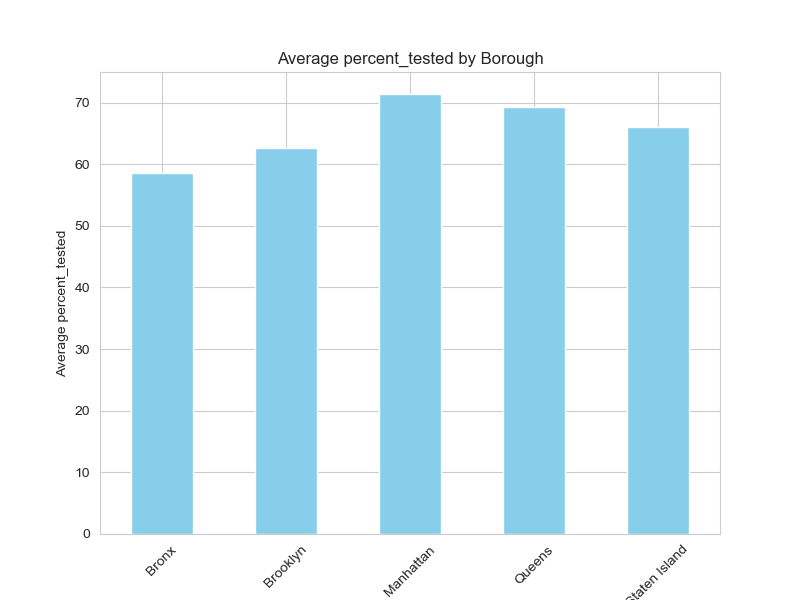 Average percent_tested by Borough
Average percent_tested
70
60
50
40
30
20
10
0
Bronx
Brooklyn
Manhattan
Queens
Staten Island